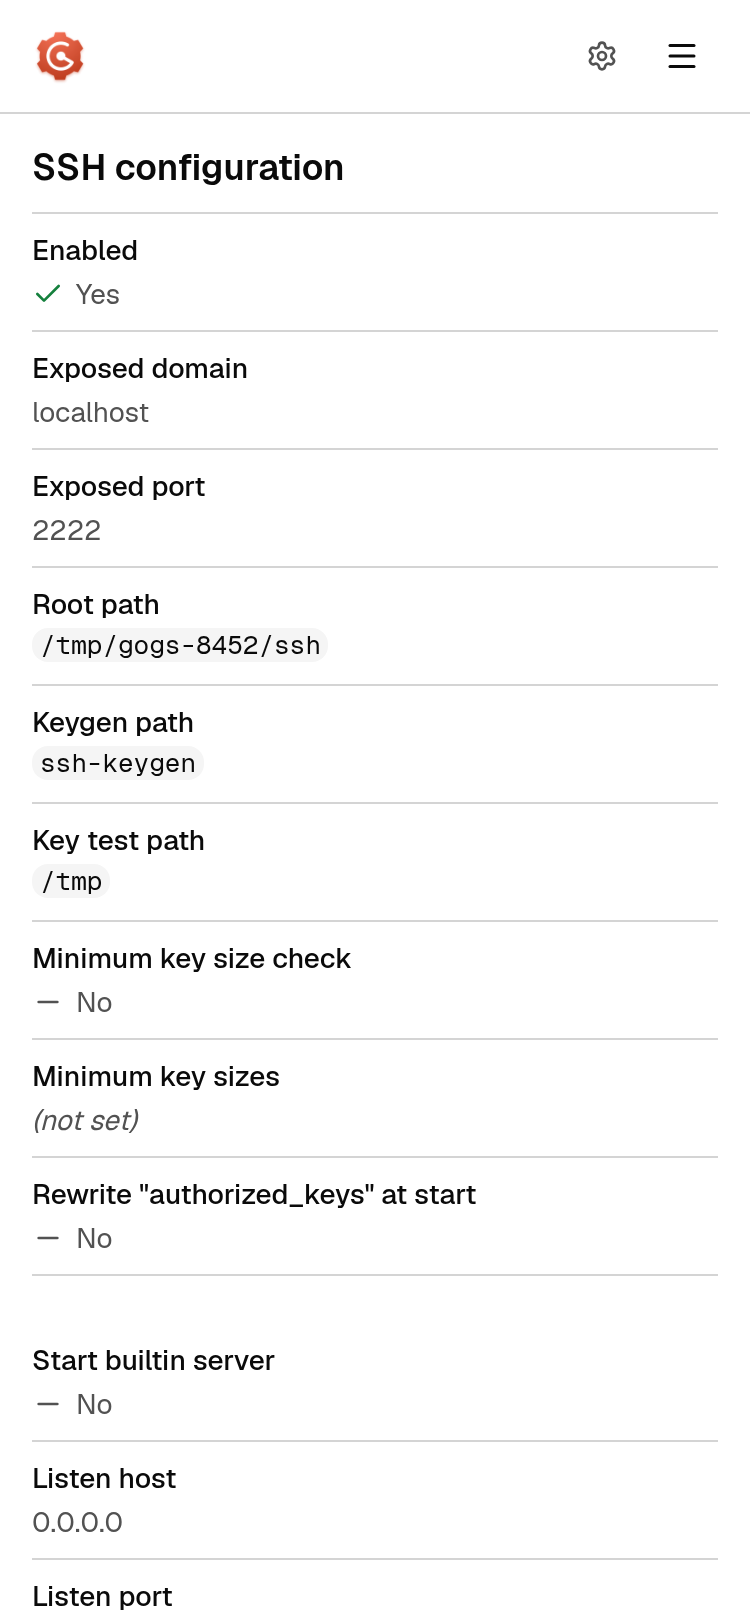 SSH configuration
Enabled
Yes
Exposed domain
localhost
Exposed port
2222
Root path
/tmp/gogs-8452/ssh
Keygen path
ssh-keygen
Key test path
/tmp
Minimum key size check
No
Minimum key sizes
(not set)
Rewrite "authorized_keys" at start
No
Start builtin server
No
Listen host
0.0.0.0
Listen port